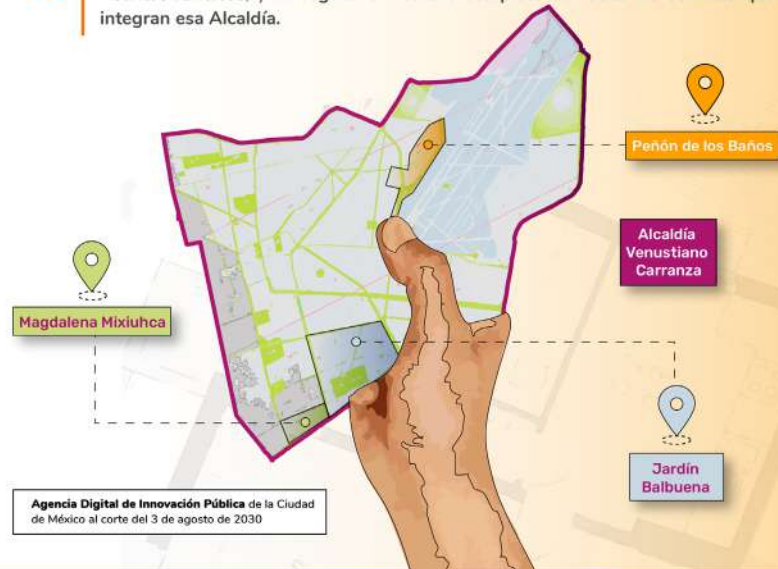 integran esa Alcaldía.
Peñón de los Baños
Alcaldía
Venustiano
Carranza
Magdalena Mixiuhca
Jardín
Balbuena
Agencia Digital de Innovación Pública de la Ciudad
de México al corte del 3 de agosto de 2030